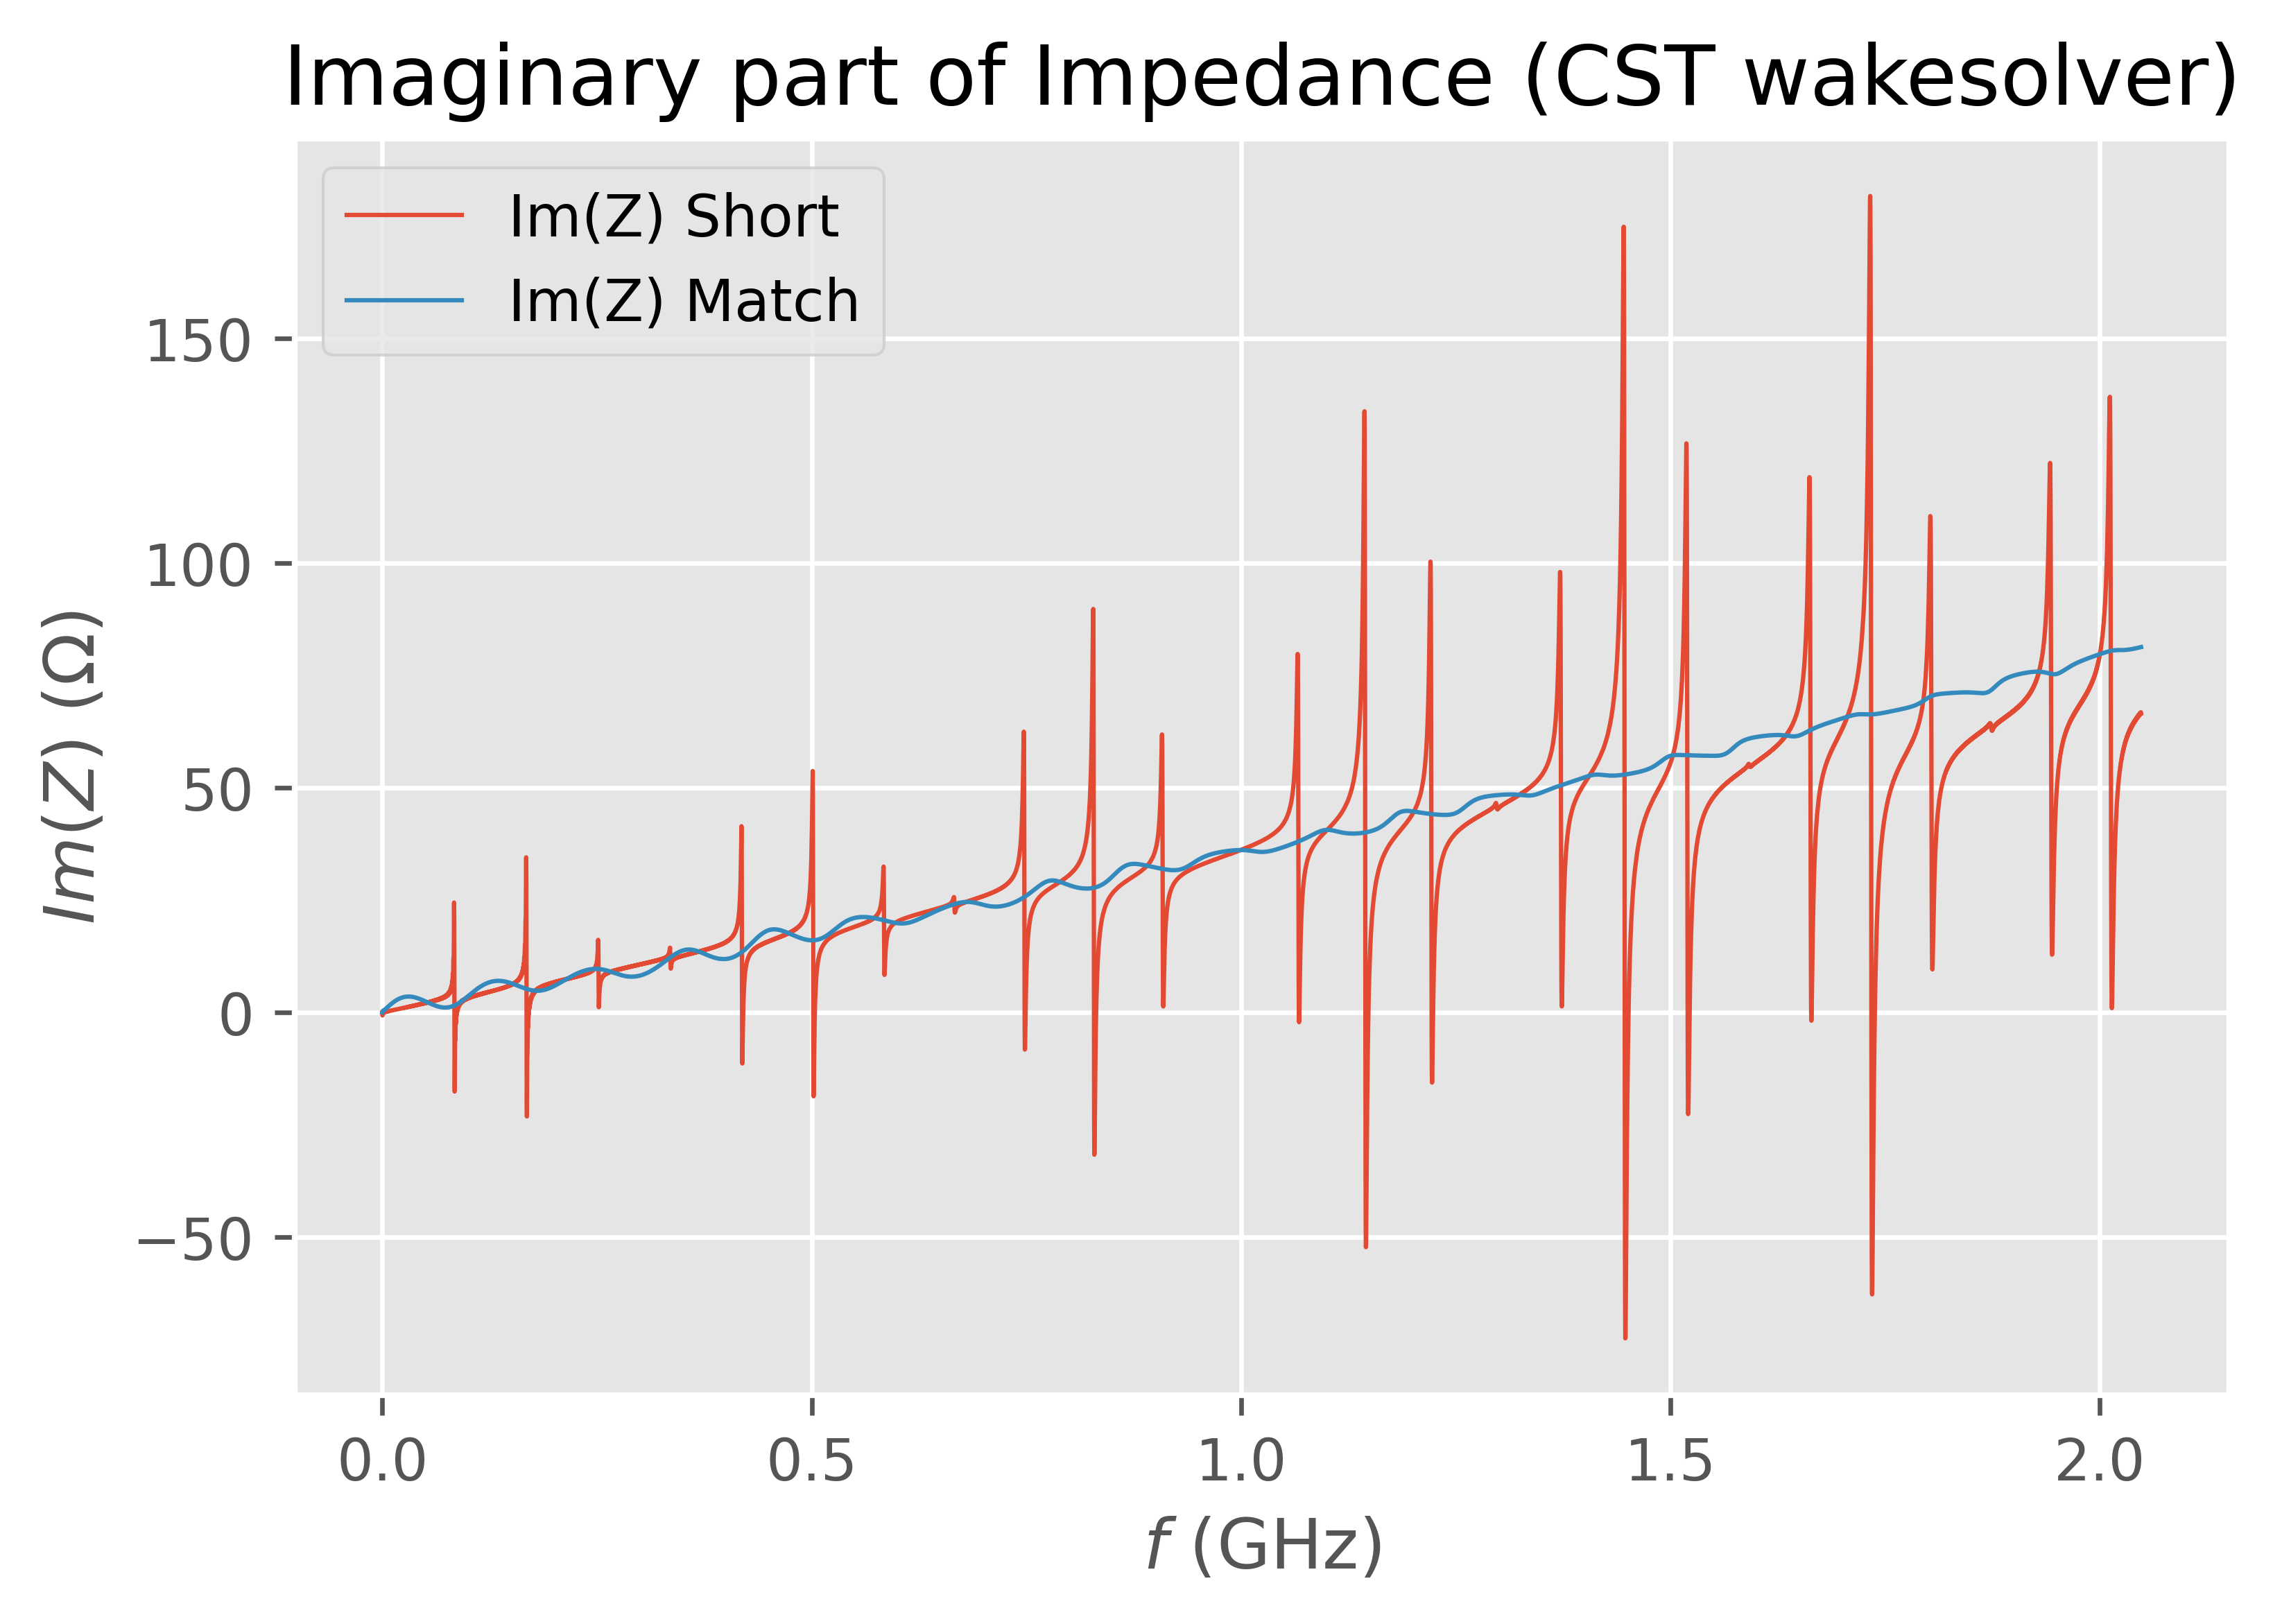 Imaginary part of Impedance (CST wakesolver)
Im(Z) Short
Im(Z) Match
150
100
50
0
−50
Im(Z) (Ω)
0.0 0.5 1.0 1.5 2.0
f (GHz)